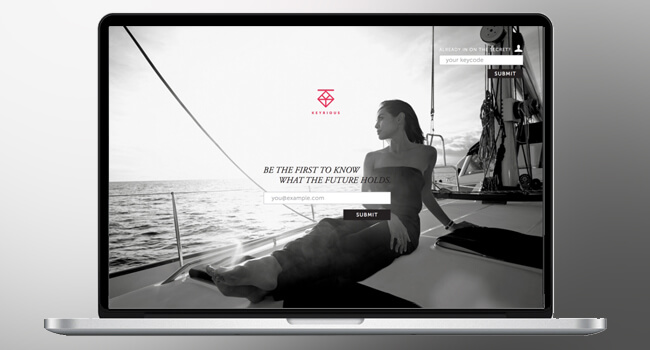 ALREADY IN ON THE SECRET?
your keycode
SUBMIT
KEYBIQUE
BE THE FIRST TO KNOW
WHAT THE FUTURE HOLDS.
you@example.com
SUBMIT